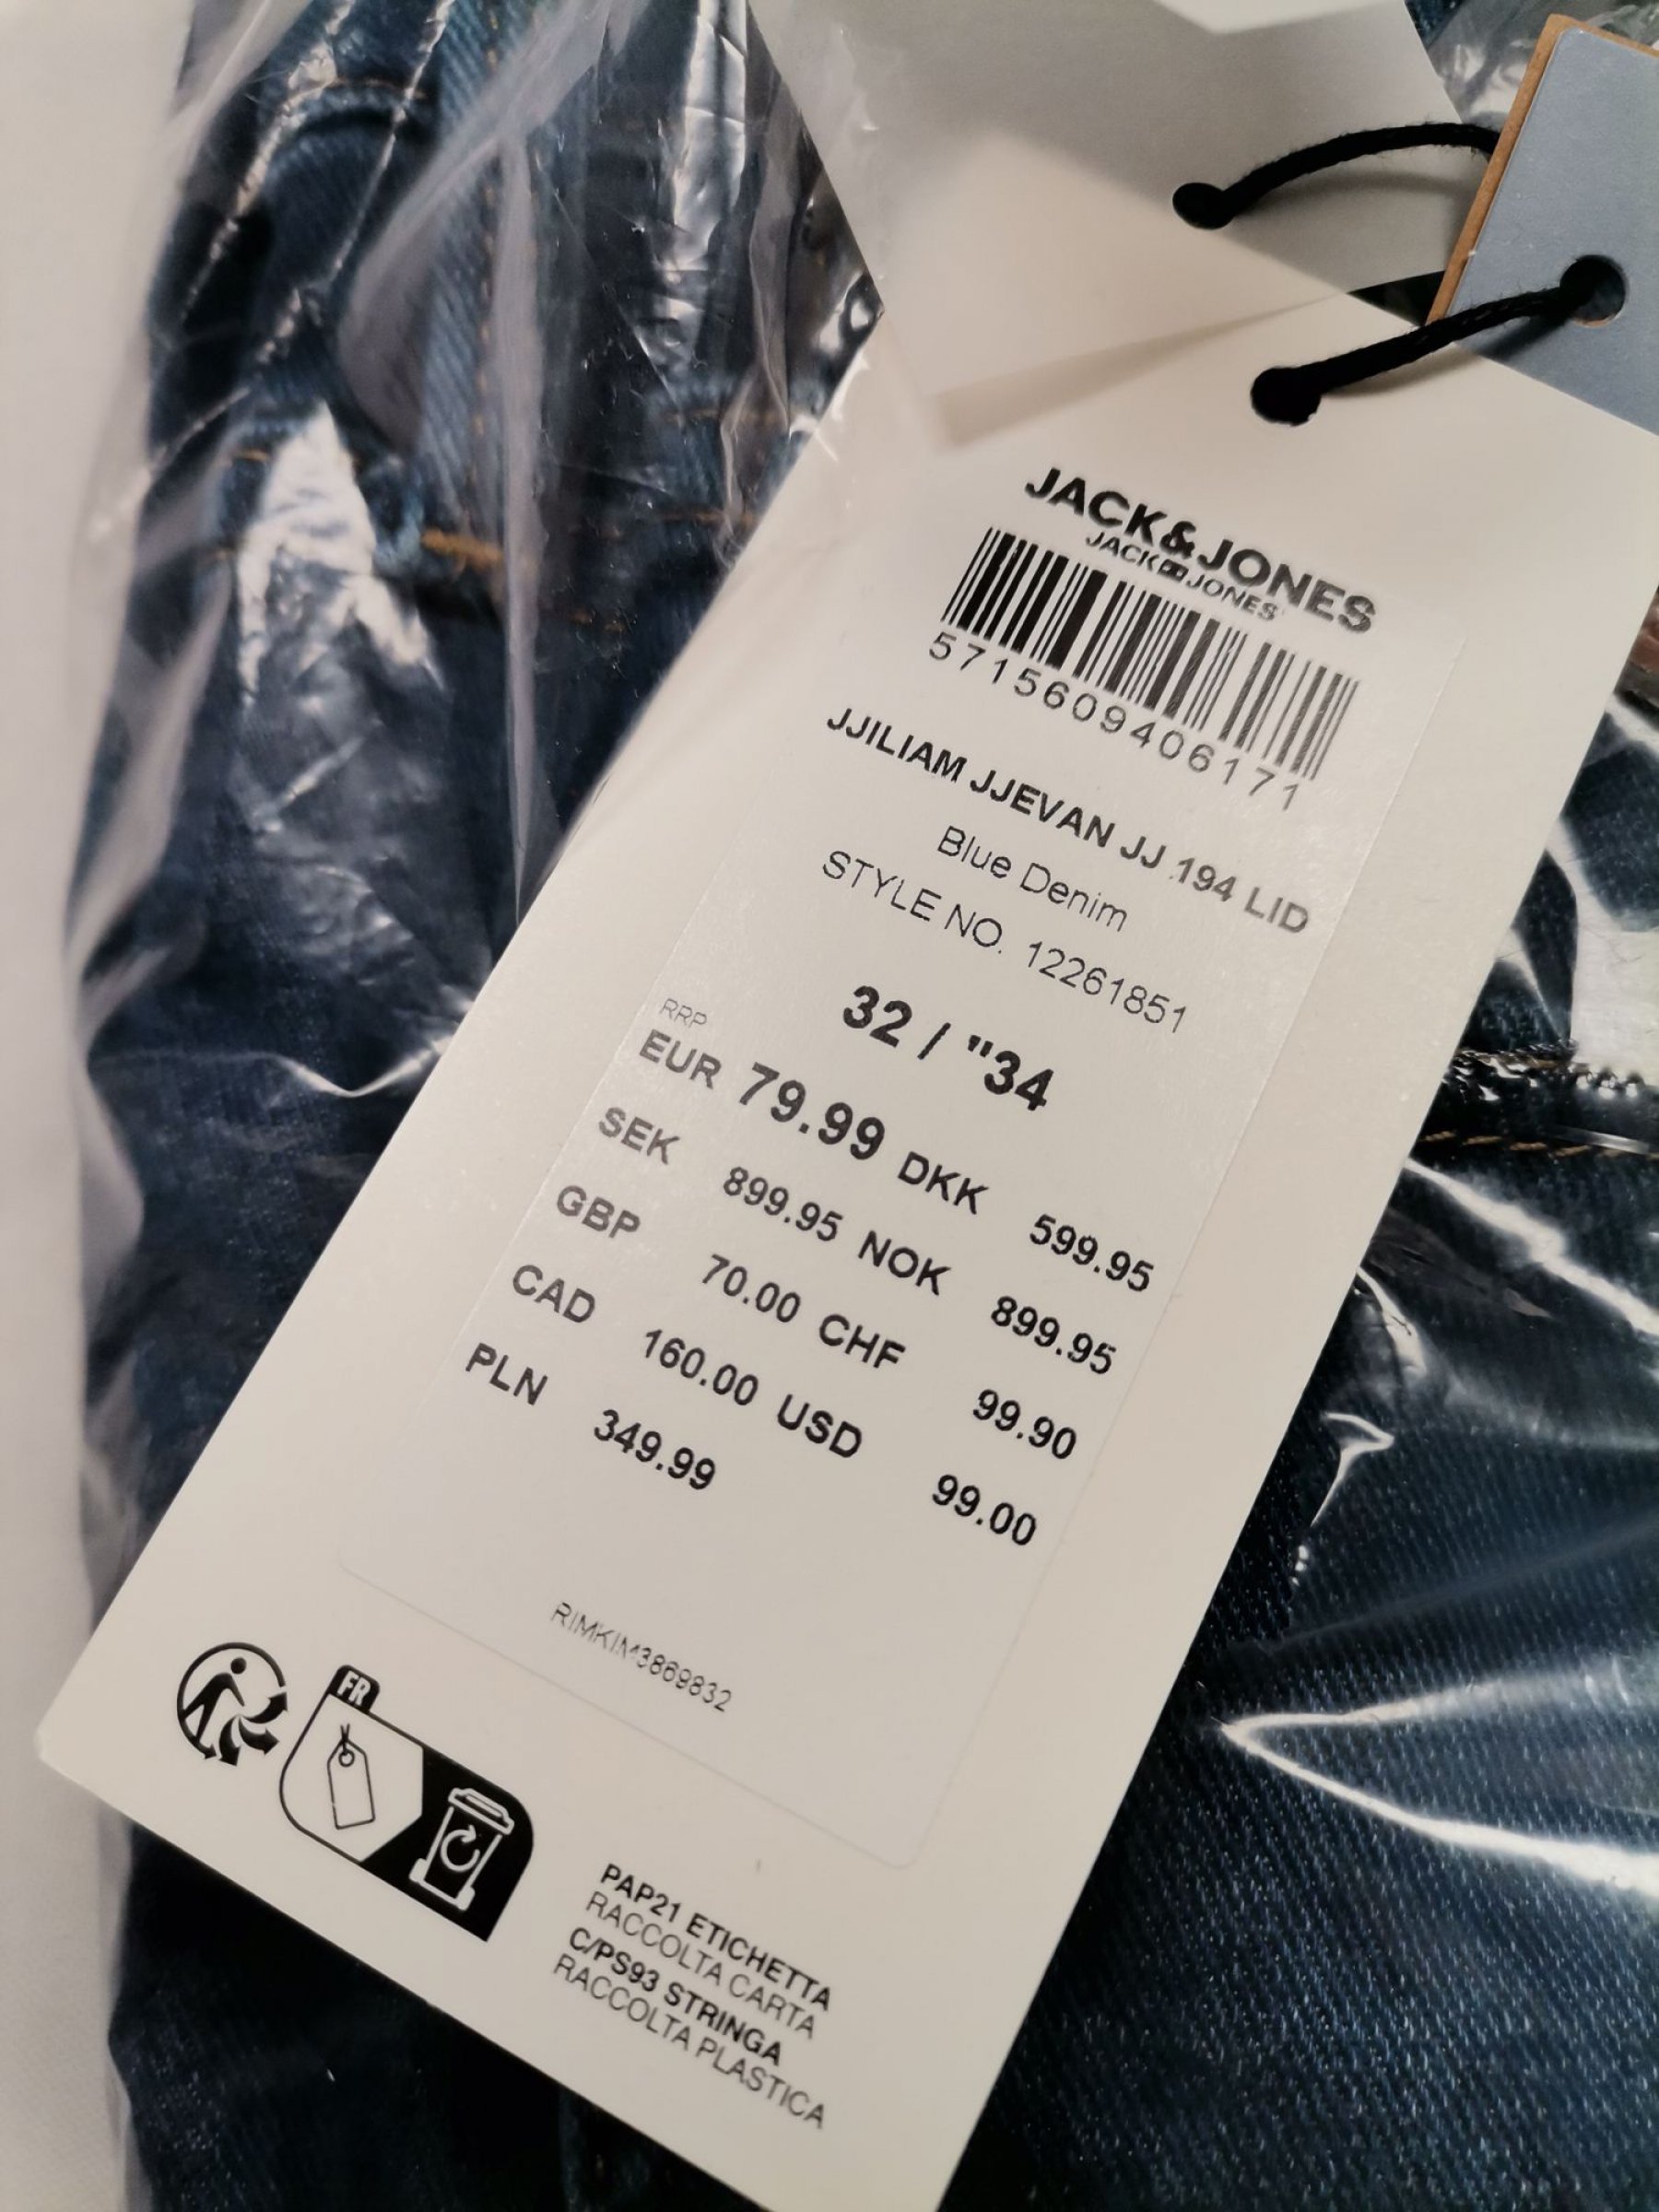 JACK&JONES
JACK JONES
5715609406171
JJILIAM JJEVAN JJ 194 LID
Blue Denim
STYLE NO. 12261851
32 / "34
RRP
EUR 79.99 DKK 599.95
SEK 899.95 NOK 899.95
GBP 70.00 CHF 99.90
CAD 160.00 USD 99.00
PLN 349.99
RIMKIM3869832
FR
PAP21 ETICHETTA
RACCOLTA CARTA
C/PS93 STRINGA
RACCOLTA PLASTICA